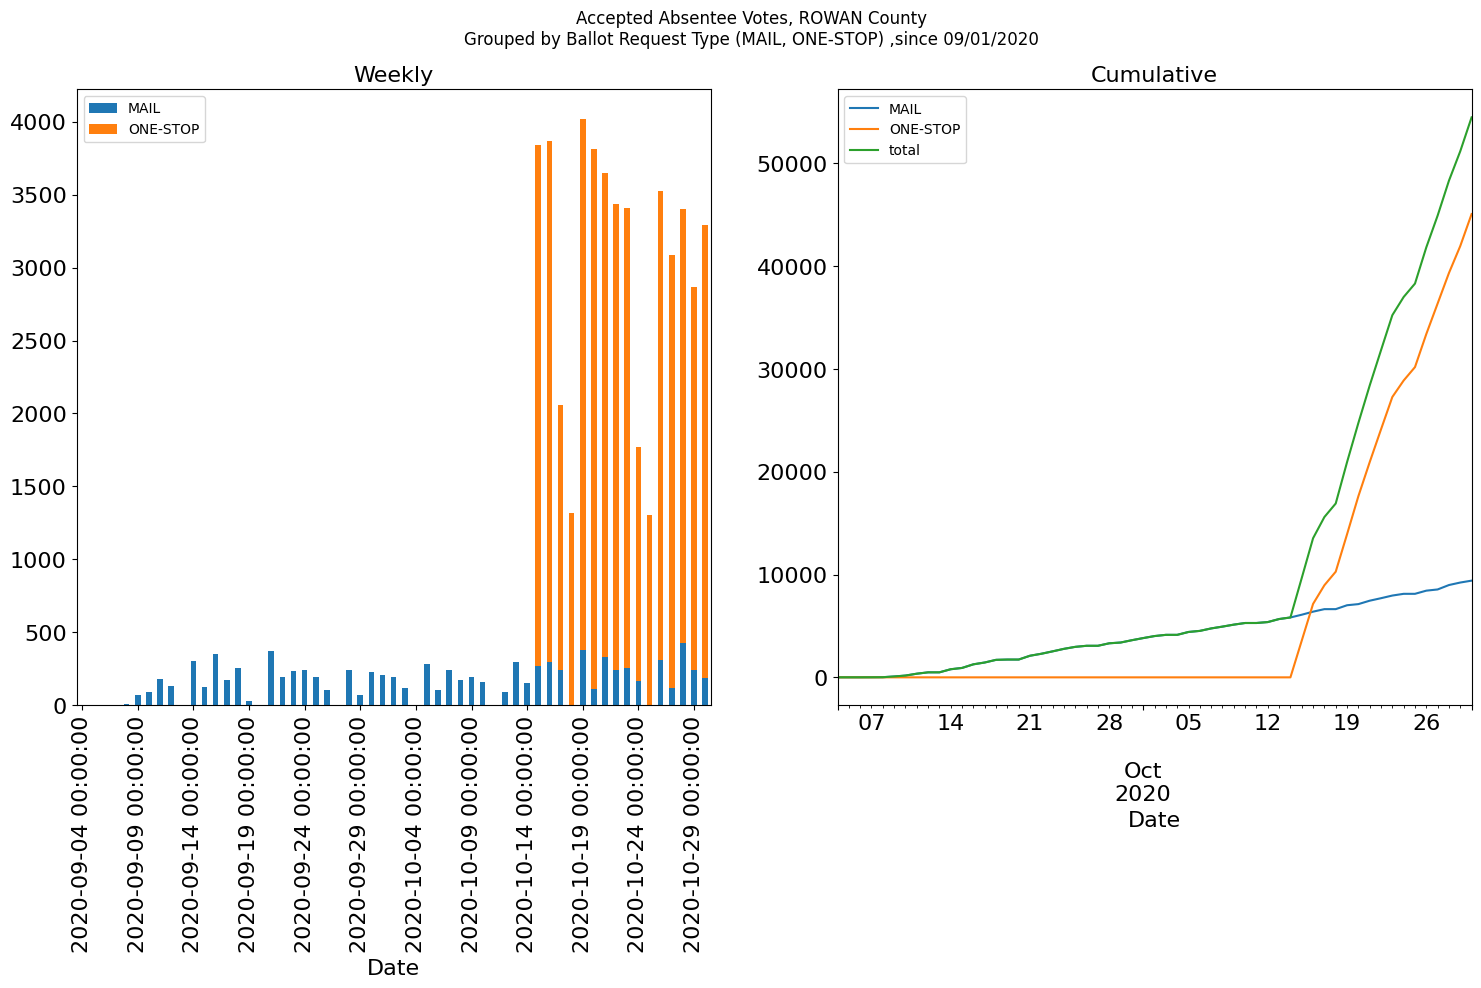 Accepted Absentee Votes, ROWAN County
Grouped by Ballot Request Type (MAIL, ONE-STOP) ,since 09/01/2020
Weekly
MAIL
ONE-STOP
4000
3500
3000
2500
2000
1500
1000
500
0
2020-09-04 00:00:00
2020-09-09 00:00:00
2020-09-14 00:00:00
2020-09-19 00:00:00
2020-09-24 00:00:00
2020-09-29 00:00:00
2020-10-04 00:00:00
2020-10-09 00:00:00
2020-10-14 00:00:00
2020-10-19 00:00:00
2020-10-24 00:00:00
2020-10-29 00:00:00
Date
Cumulative
MAIL
ONE-STOP
total
50000
40000
30000
20000
10000
0
07 14 21 28 05 12 19 26
Oct
2020
Date